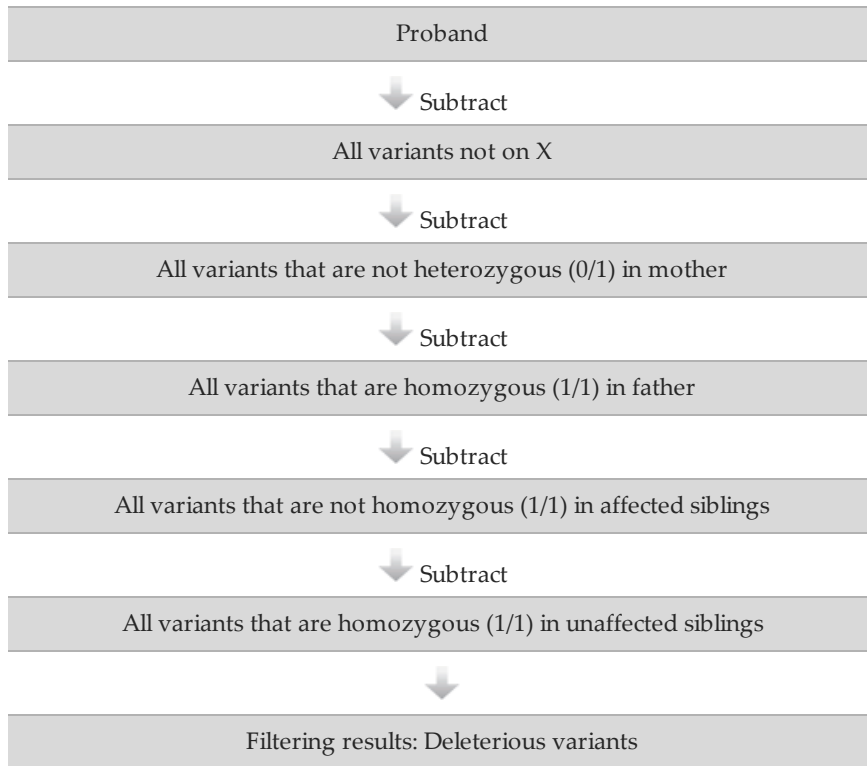 Proband
Subtract
All variants not on X
Subtract
All variants that are not heterozygous (0/1) in mother
Subtract
All variants that are homozygous (1/1) in father
Subtract
All variants that are not homozygous (1/1) in affected siblings
Subtract
All variants that are homozygous (1/1) in unaffected siblings
Filtering results: Deleterious variants